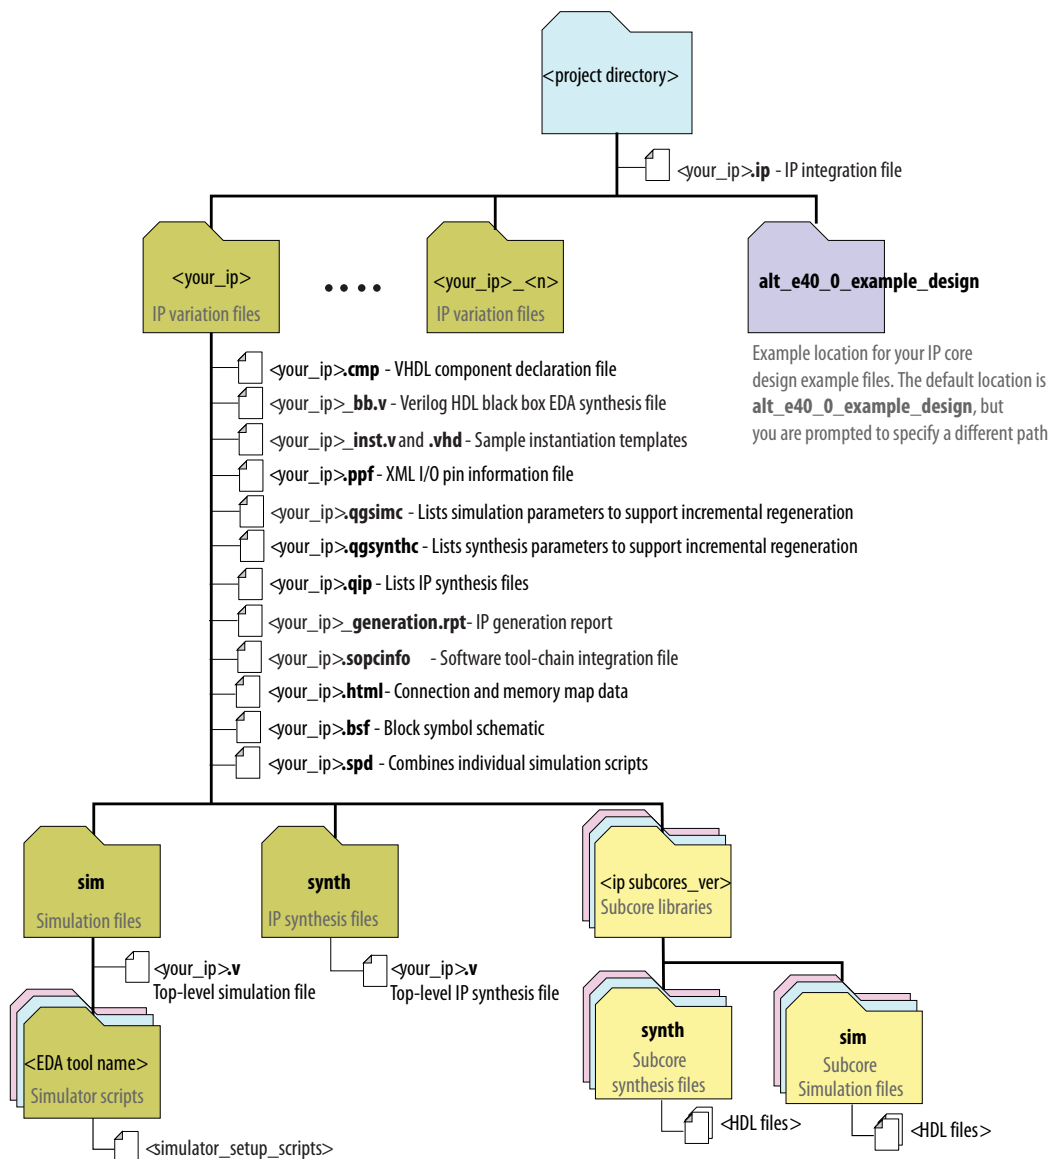 <project directory>
<your_ip>.ip - IP integration file
<your_ip>
IP variation files
<your_ip>_<n>
IP variation files
alt_e40_0_example_design
Example location for your IP core
design example files. The default location is
alt_e40_0_example_design, but
you are prompted to specify a different path
<your_ip>.cmp - VHDL component declaration file
<your_ip>_bb.v - Verilog HDL black box EDA synthesis file
<your_ip>_inst.v and .vhd - Sample instantiation templates
<your_ip>.ppf - XML I/O pin information file
<your_ip>.qgsimc - Lists simulation parameters to support incremental regeneration
<your_ip>.qgsynthc - Lists synthesis parameters to support incremental regeneration
<your_ip>.qip - Lists IP synthesis files
<your_ip>_generation.rpt- IP generation report
<your_ip>.sopcinfo - Software tool-chain integration file
<your_ip>.html- Connection and memory map data
<your_ip>.bsf - Block symbol schematic
<your_ip>.spd - Combines individual simulation scripts
sim
Simulation files
synth
IP synthesis files
<ip subcores_ver>
Subcore libraries
<your_ip>.v
Top-level simulation file
<your_ip>.v
Top-level IP synthesis file
<EDA tool name>
Simulator scripts
synth
Subcore
synthesis files
sim
Subcore
Simulation files
<HDL files>
<HDL files>
<simulator_setup_scripts>